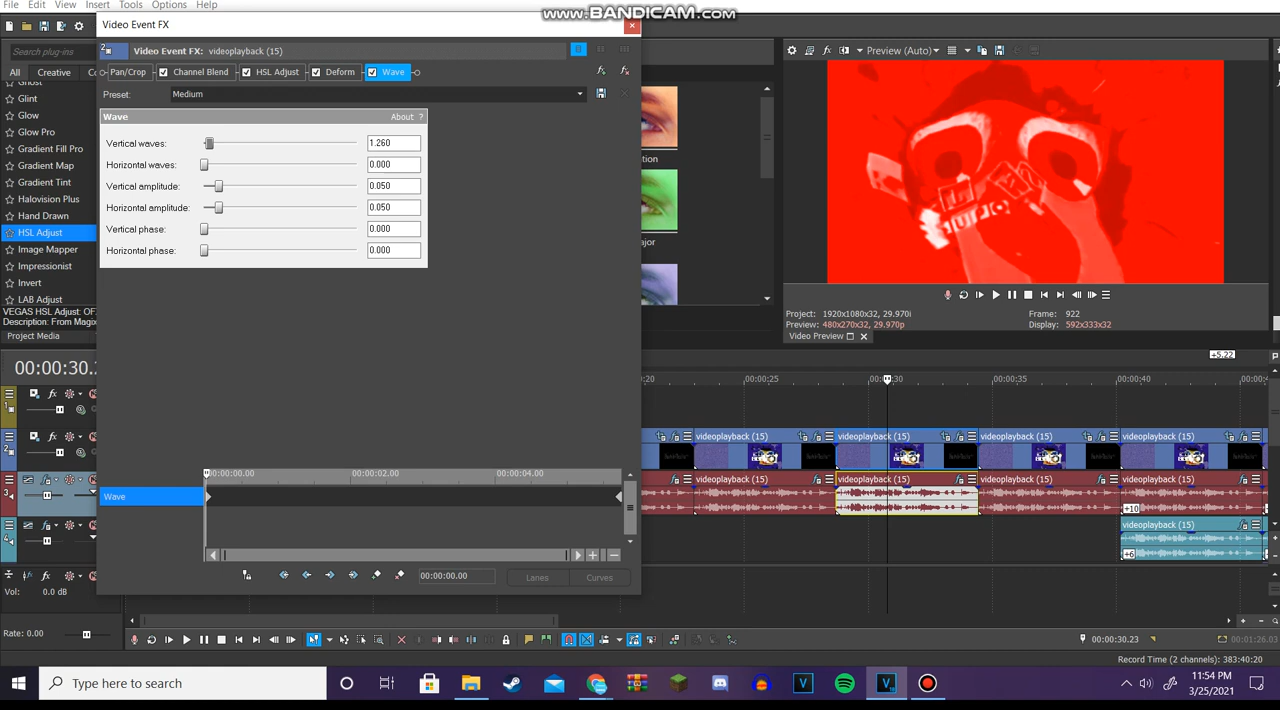 File Edit View Insert Tools Options Help
www.BANDICAM.com
Video Event FX
Search plug-ins
Video Event FX: videoplayback (15)
Preview (Auto)
All Creative Co
Pan/Crop Channel Blend HSL Adjust Deform Wave
Preset: Medium
Ghost
Glint
Glow
Glow Pro
Gradient Fill Pro
Gradient Map
Gradient Tint
Halovision Plus
Hand Drawn
HSL Adjust
Image Mapper
Impressionist
Invert
LAB Adjust
VEGAS HSL Adjust: OF
Description: From Mago
Project Media
Wave About ?
Vertical waves: 1.260
Horizontal waves: 0.000
Vertical amplitude: 0.050
Horizontal amplitude: 0.050
Vertical phase: 0.000
Horizontal phase: 0.000
tion
ajor
Project: 1920x1080x32, 29.970i
Preview: 480x270x32, 29.970p
Frame: 922
Display: 592x333x32
Video Preview
+5.22
00:00:30.2
:20 00:00:25 00:00:30 00:00:35 00:00:40 00:00:4
videoplayback (15) videoplayback (15) videoplayback (15) videoplayback (15)
videoplayback (15) videoplayback (15) videoplayback (15) videoplayback (15)
+10
videoplayback (15)
+6
00:00:00.00 00:00:02.00 00:00:04.00
Wave
00:00:00.00 Lanes Curves
Vol: 0.0 dB
Rate: 0.00
00:00:30.23 00:01:26.03
Record Time (2 channels): 383:40:20
Type here to search
11:54 PM
3/25/2021